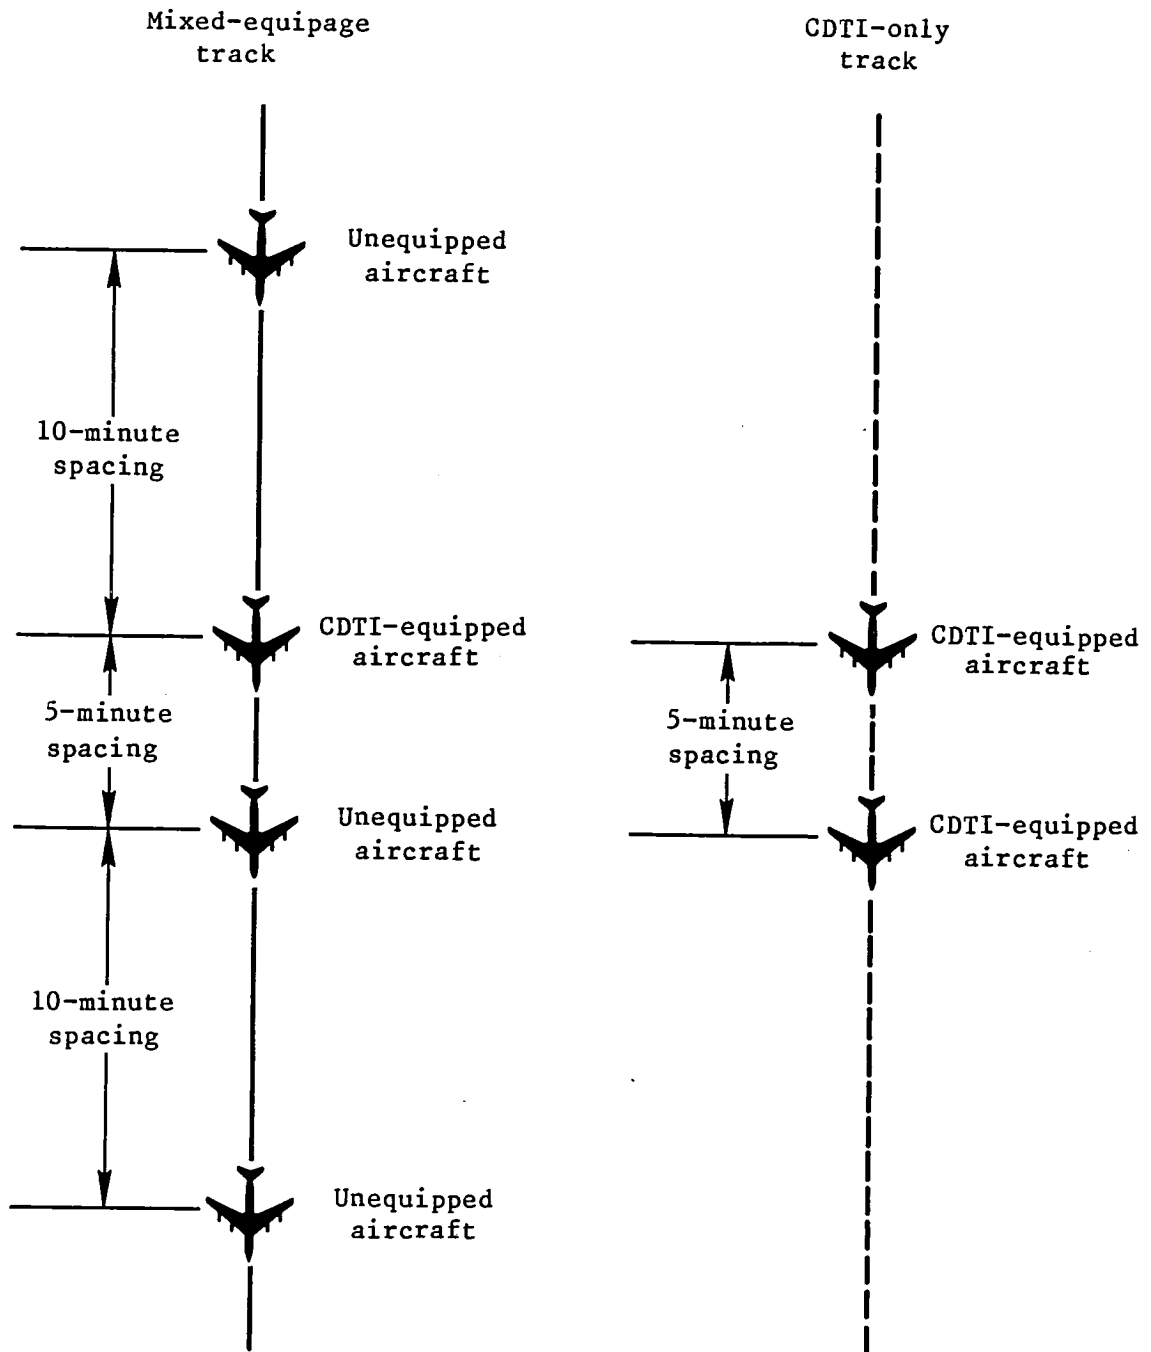 Mixed-equipage
track
CDTI-only
track
Unequipped
aircraft
10-minute
spacing
CDTI-equipped
aircraft
CDTI-equipped
aircraft
5-minute
spacing
5-minute
spacing
Unequipped
aircraft
CDTI-equipped
aircraft
10-minute
spacing
Unequipped
aircraft